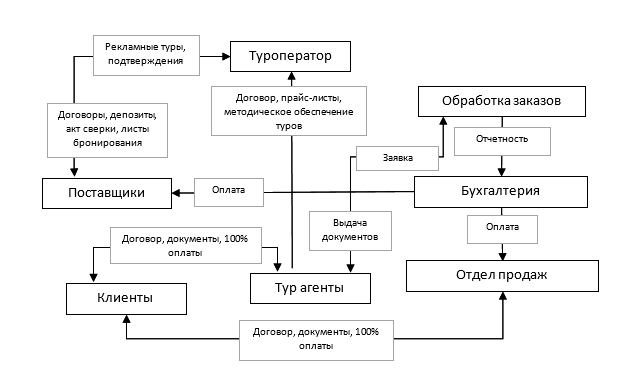 Рекламные туры,
подтверждения
Туроператор
Договоры, депозиты,
акт сверки, листы
бронирования
Договор, прайс-листы,
методическое обеспечение
туров
Обработка заказов
Отчетность
Заявка
Поставщики
Оплата
Бухгалтерия
Выдача
документов
Оплата
Договор, документы, 100%
оплаты
Клиенты
Тур агенты
Отдел продаж
Договор, документы, 100%
оплаты